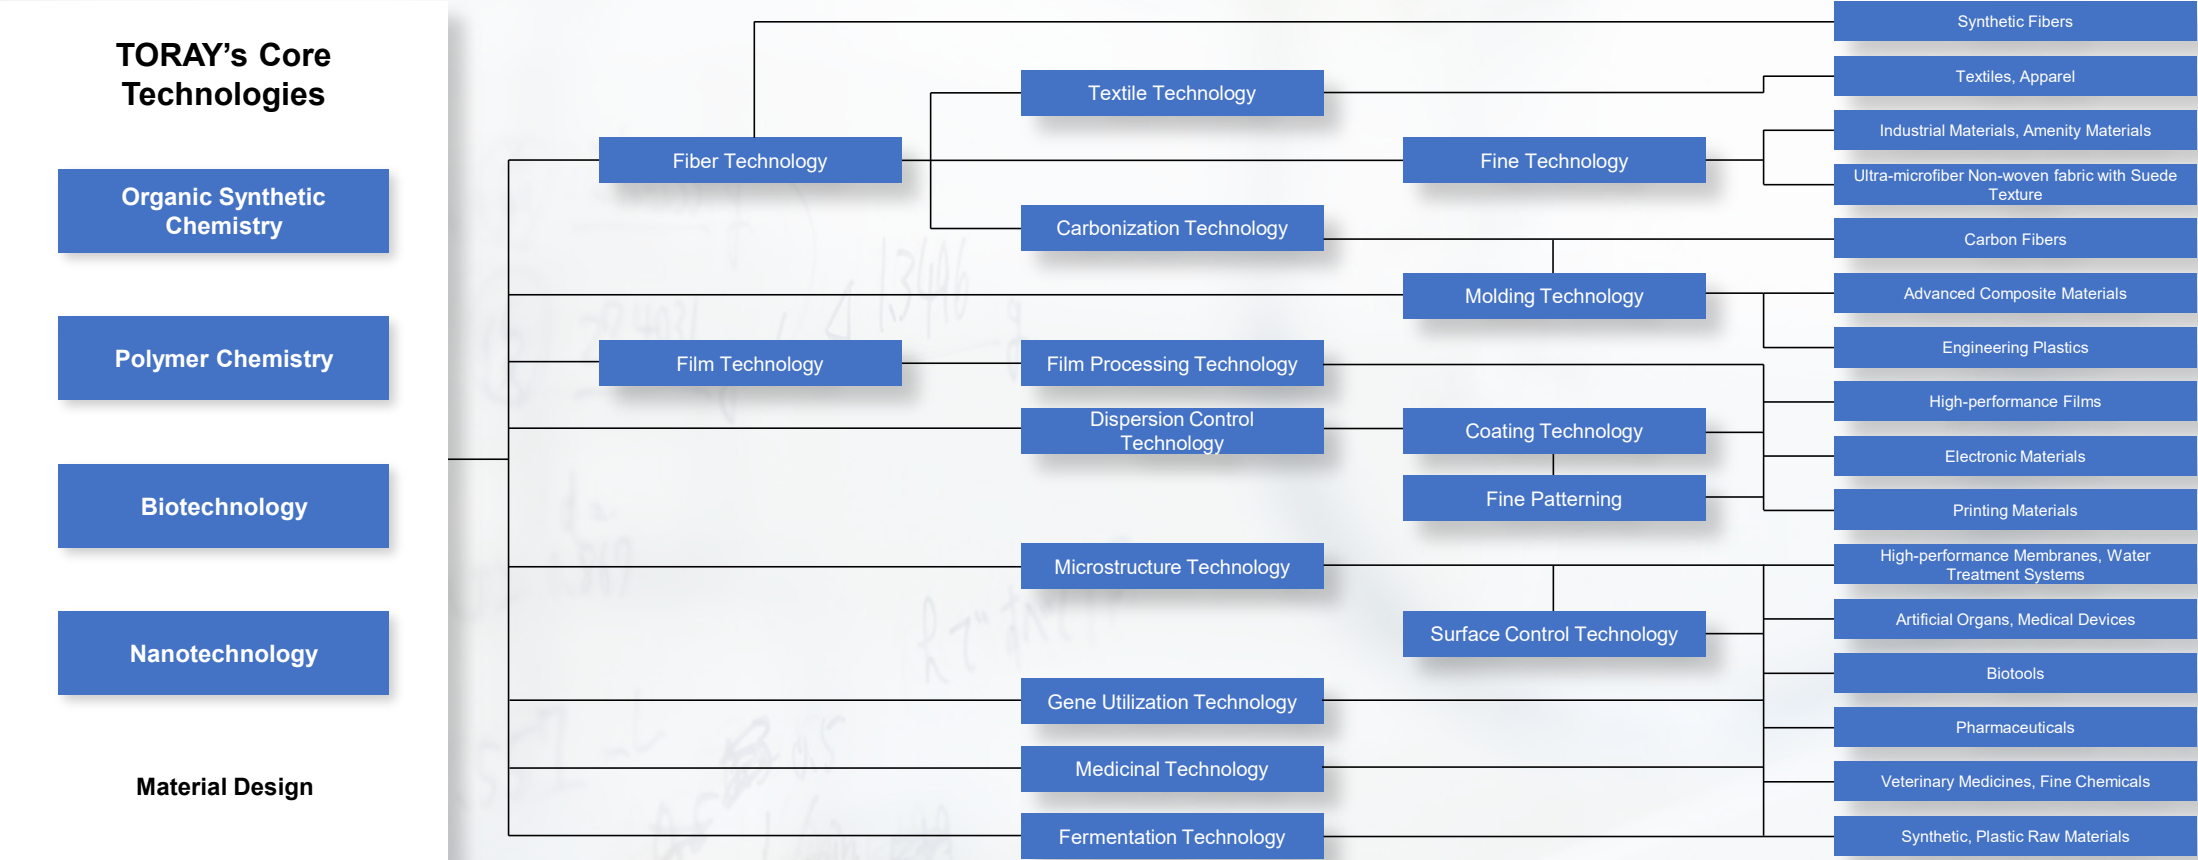 TORAY’s Core
Technologies
Organic Synthetic
Chemistry
Polymer Chemistry
Biotechnology
Nanotechnology
Material Design
Fiber Technology
Film Technology
Textile Technology
Carbonization Technology
Film Processing Technology
Dispersion Control
Technology
Microstructure Technology
Gene Utilization Technology
Medicinal Technology
Fermentation Technology
Fine Technology
Molding Technology
Coating Technology
Fine Patterning
Surface Control Technology
Synthetic Fibers
Textiles, Apparel
Industrial Materials, Amenity Materials
Ultra-microfiber Non-woven fabric with Suede
Texture
Carbon Fibers
Advanced Composite Materials
Engineering Plastics
High-performance Films
Electronic Materials
Printing Materials
High-performance Membranes, Water
Treatment Systems
Artificial Organs, Medical Devices
Biotools
Pharmaceuticals
Veterinary Medicines, Fine Chemicals
Synthetic, Plastic Raw Materials